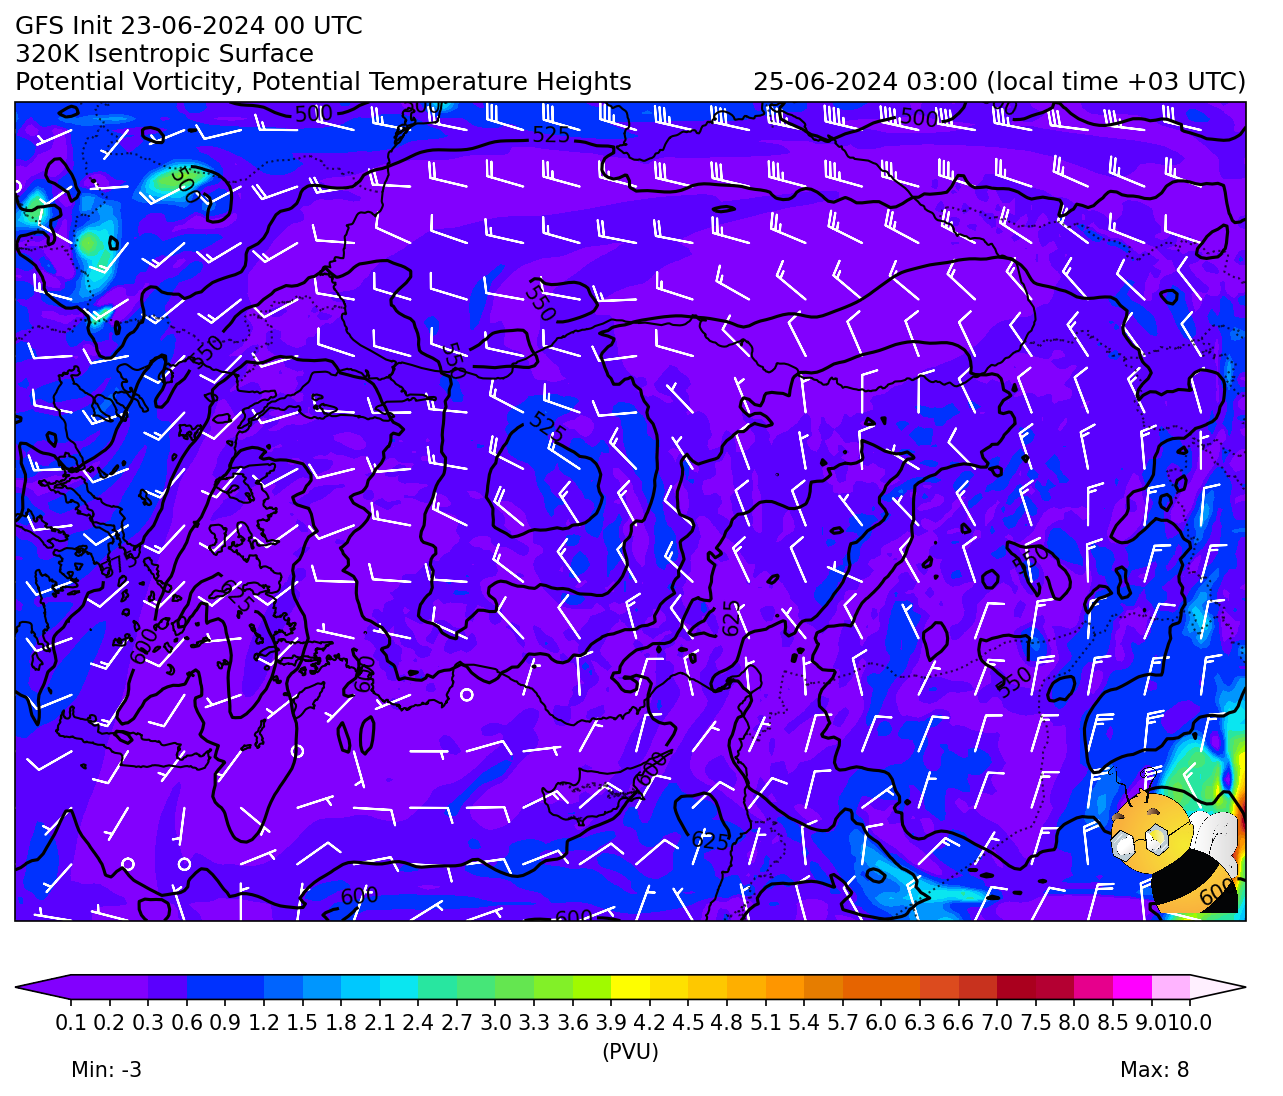 GFS Init 23-06-2024 00 UTC
320K Isentropic Surface
Potential Vorticity, Potential Temperature Heights
25-06-2024 03:00 (local time +03 UTC)
500
500
525
500
550
550
550
525
575
625
600
625
600
550
550
600
625
600
600
600
0.1 0.2 0.3 0.6 0.9 1.2 1.5 1.8 2.1 2.4 2.7 3.0 3.3 3.6 3.9 4.2 4.5 4.8 5.1 5.4 5.7 6.0 6.3 6.6 7.0 7.5 8.0 8.5 9.0 10.0
(PVU)
Min: -3
Max: 8